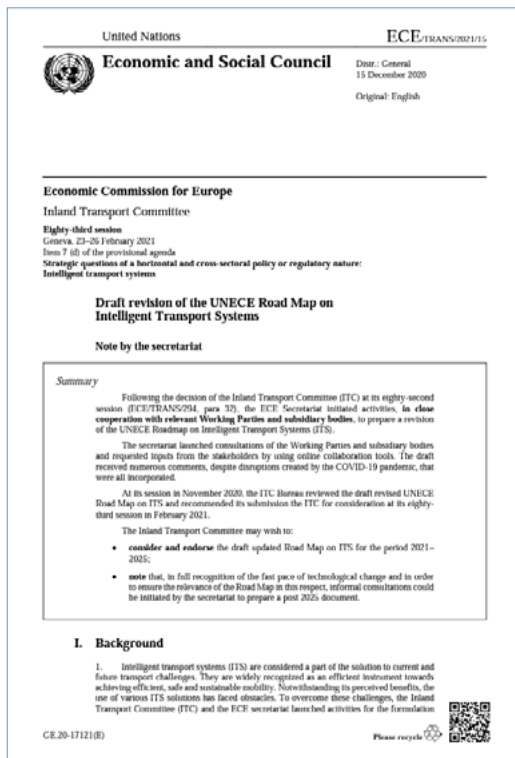 United Nations
ECE/TRANS/2021/15
Economic and Social Council
Distr.: General
15 December 2020
Original: English
Economic Commission for Europe
Inland Transport Committee
Eighty-third session
Geneva, 23–26 February 2021
Item 7 (d) of the provisional agenda
Strategic questions of a horizontal and cross-sectoral policy or regulatory nature:
Intelligent transport systems
Draft revision of the UNECE Road Map on
Intelligent Transport Systems
Note by the secretariat
Summary
Following the decision of the Inland Transport Committee (ITC) at its eighty-second
session (ECE/TRANS/294, para 32), the ECE Secretariat initiated activities, in close
cooperation with relevant Working Parties and subsidiary bodies, to prepare a revision
of the UNECE Roadmap on Intelligent Transport Systems (ITS).
The secretariat launched consultations of the Working Parties and subsidiary bodies
and requested inputs from the stakeholders by using online collaboration tools. The draft
received numerous comments, despite disruptions created by the COVID-19 pandemic, that
were all incorporated.
At its session in November 2020, the ITC Bureau reviewed the draft revised UNECE
Road Map on ITS and recommended its submission the ITC for consideration at its eighty-
third session in February 2021.
The Inland Transport Committee may wish to:
• consider and endorse the draft updated Road Map on ITS for the period 2021–
2025;
• note that, in full recognition of the fast pace of technological change and in order
to ensure the relevance of the Road Map in this respect, informal consultations could
be initiated by the secretariat to prepare a post 2025 document.
I. Background
1. Intelligent transport systems (ITS) are considered a part of the solution to current and
future transport challenges. They are widely recognized as an efficient instrument towards
achieving efficient, safe and sustainable mobility. Notwithstanding its perceived benefits, the
use of various ITS solutions has faced obstacles. To overcome these challenges, the Inland
Transport Committee (ITC) and the ECE secretariat launched activities for the formulation
GE.20-17121(E)
Please recycle